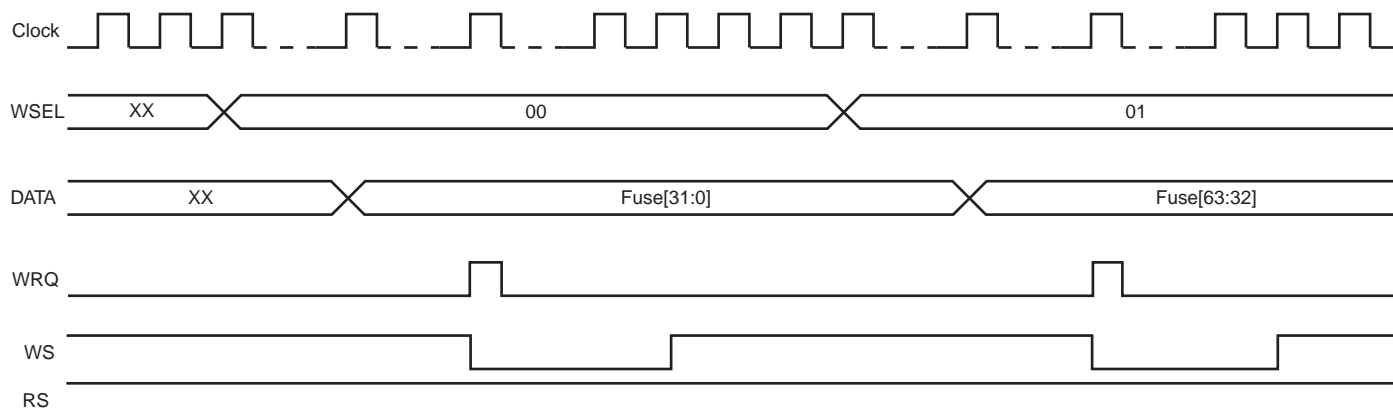 Clock
WSEL XX 00 01
DATA XX Fuse[31:0] Fuse[63:32]
WRQ
WS
RS